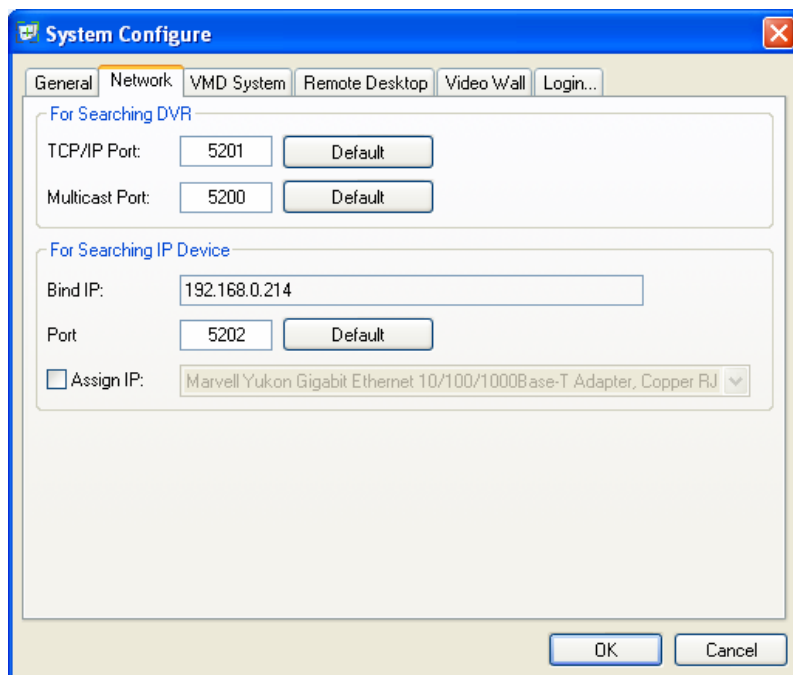 System Configure
General Network VMD System Remote Desktop Video Wall Login...
For Searching DVR
TCP/IP Port: 5201 Default
Multicast Port: 5200 Default
For Searching IP Device
Bind IP: 192.168.0.214
Port 5202 Default
Assign IP: Marvell Yukon Gigabit Ethernet 10/100/1000Base-T Adapter, Copper RJ
OK Cancel